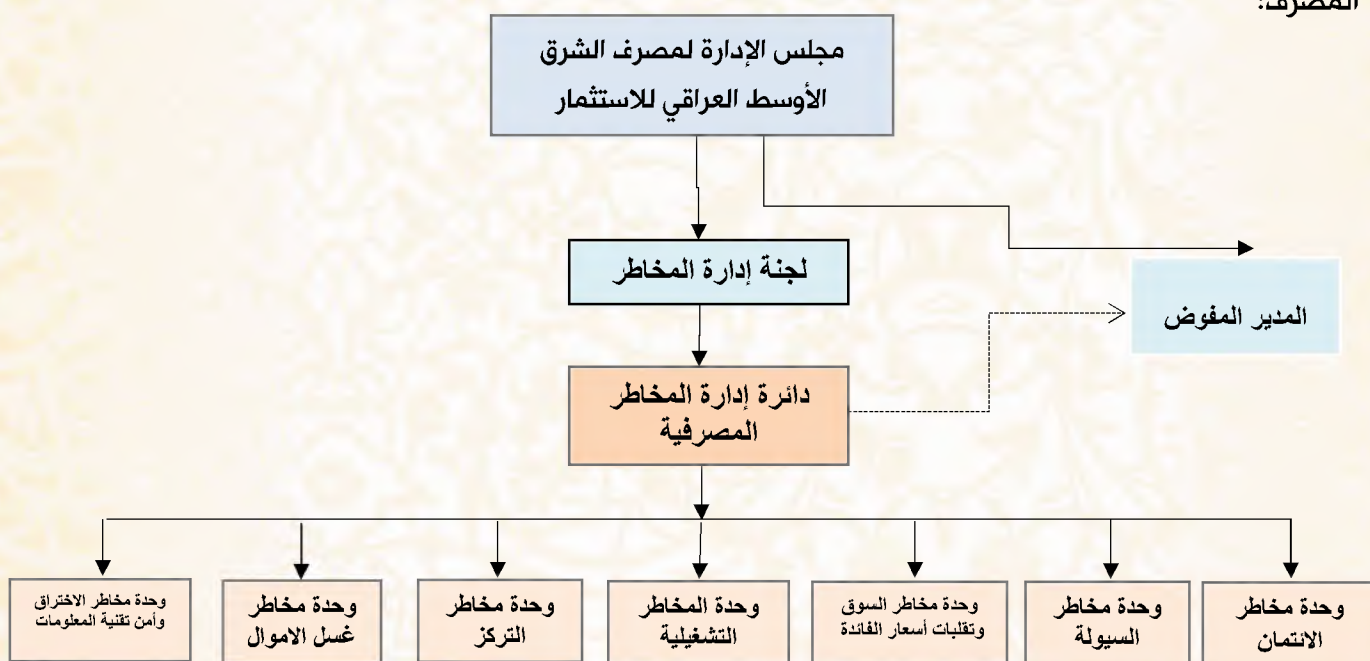 المصرف:
مجلس الإدارة لمصرف الشرق
الأوسط العراقي للاستثمار
لجنة إدارة المخاطر
المدير المفوض
دائرة إدارة المخاطر
المصرفية
وحدة مخاطر
الائتمان
وحدة مخاطر
السيولة
وحدة مخاطر السوق
وتقلبات أسعار الفائدة
وحدة المخاطر
التشغيلية
وحدة مخاطر
التركز
وحدة مخاطر
غسل الاموال
وحدة مخاطر الاختراق
وأمن تقنية المعلومات